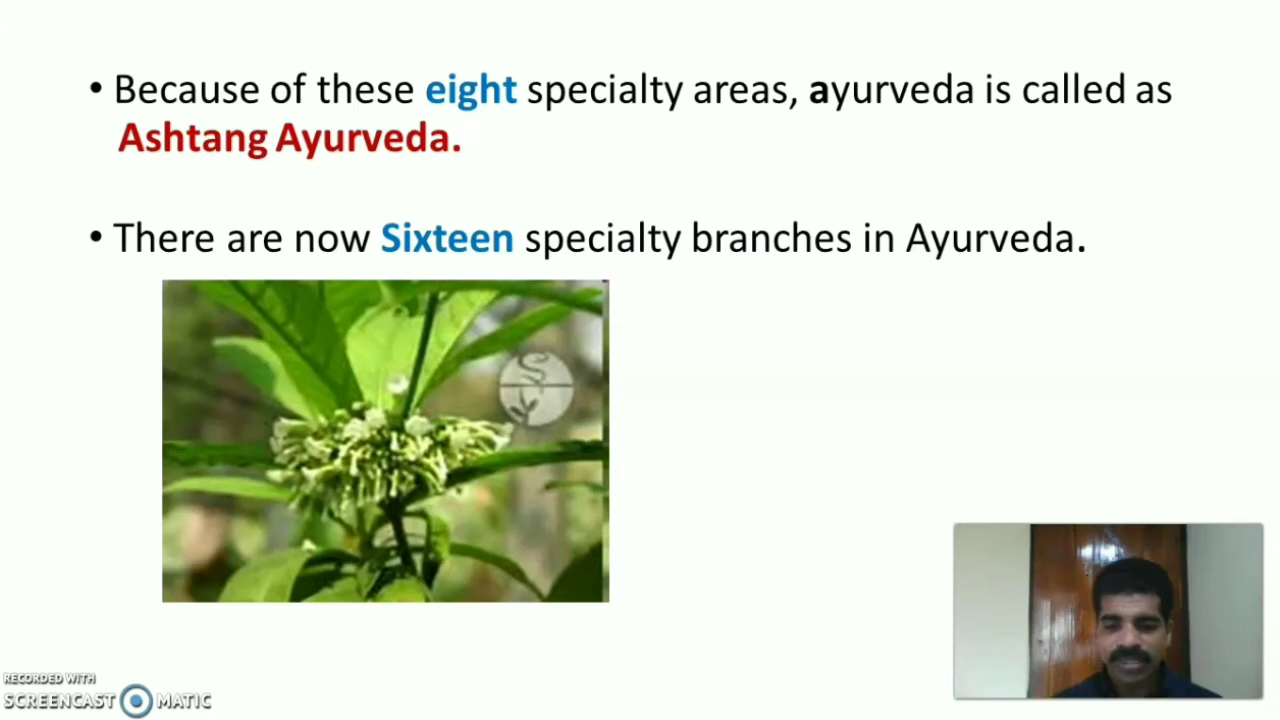 • Because of these eight specialty areas, ayurveda is called as
Ashtang Ayurveda.
• There are now Sixteen specialty branches in Ayurveda.
RECORDED WITH
SCREENCAST MATIC